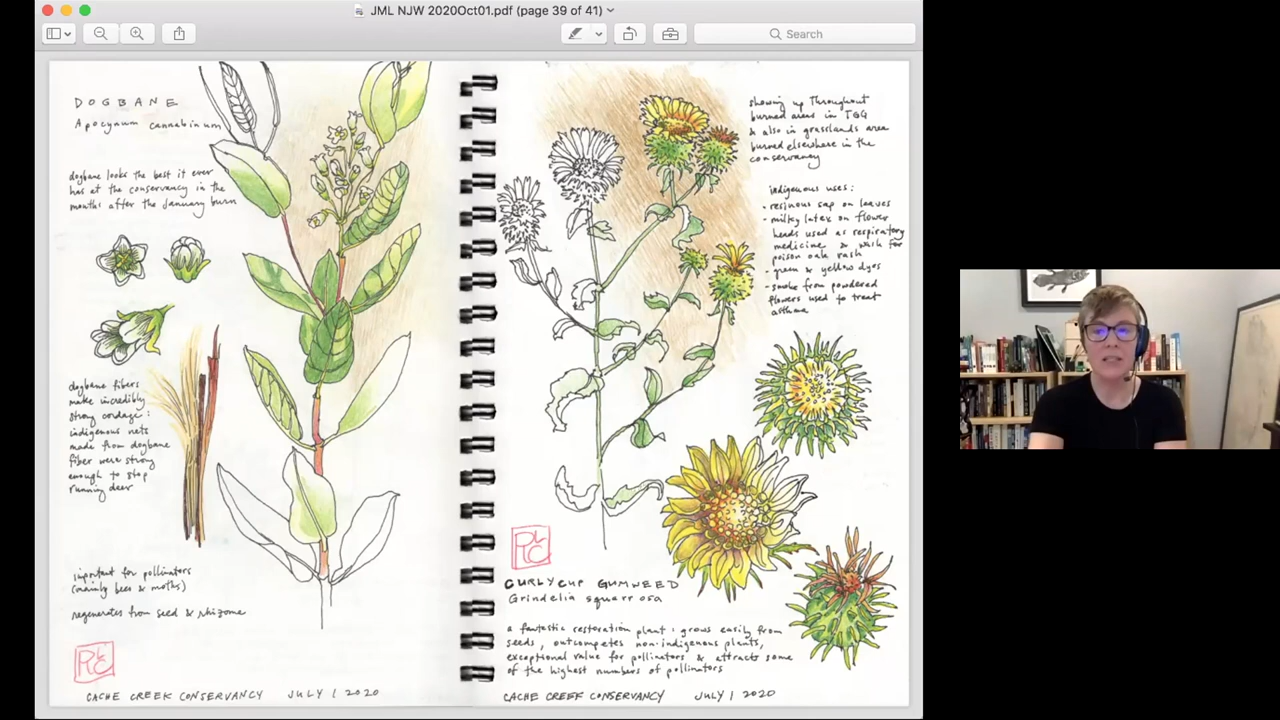 JML NJW 2020Oct01.pdf (page 39 of 41)
Search
DOGBANE
Apocynum cannabinum
dogbane looks the best it ever
has at the conservancy in the
months after the January burn
dogbane fibers
make incredibly
strong cordage:
indigenous nets
made from dogbane
fiber were strong
enough to stop
running deer
important for pollinators
(mainly bees & moths)
regenerates from seed & rhizome
CACHE CREEK CONSERVANCY JULY 1 2020
showing up throughout
burned areas in TGG
& also in grasslands area
burned elsewhere in the
conservancy
indigenous uses:
- resinous sap on leaves
- milky latex on flower
heads used as respiratory
medicine & wash for
poison oak rash
- green & yellow dyes
- smoke from powdered
flowers used to treat
asthma
CURLYCUP GUMWEED
Grindelia squarrosa
a fantastic restoration plant: grows easily from
seeds, outcompetes non-indigenous plants,
exceptional value for pollinators & attracts some
of the highest numbers of pollinators
CACHE CREEK CONSERVANCY JULY 1 2020